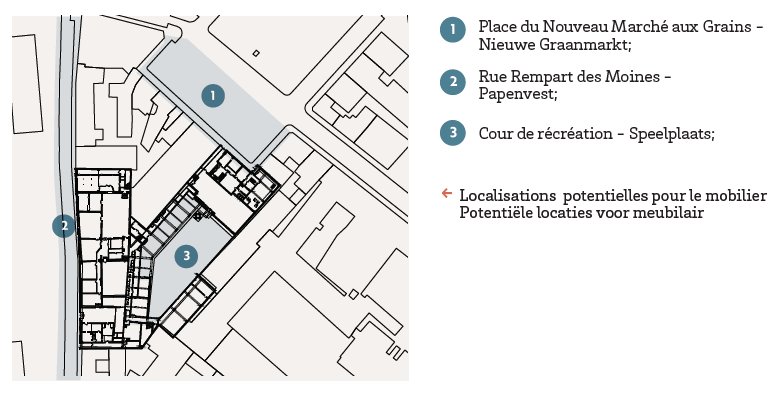 1 Place du Nouveau Marché aux Grains –
Nieuwe Graanmarkt;
2 Rue Rempart des Moines –
Papenvest;
3 Cour de récréation – Speelplaats;
← Localisations potentielles pour le mobilier
Potentiële locaties voor meubilair
1
2
3